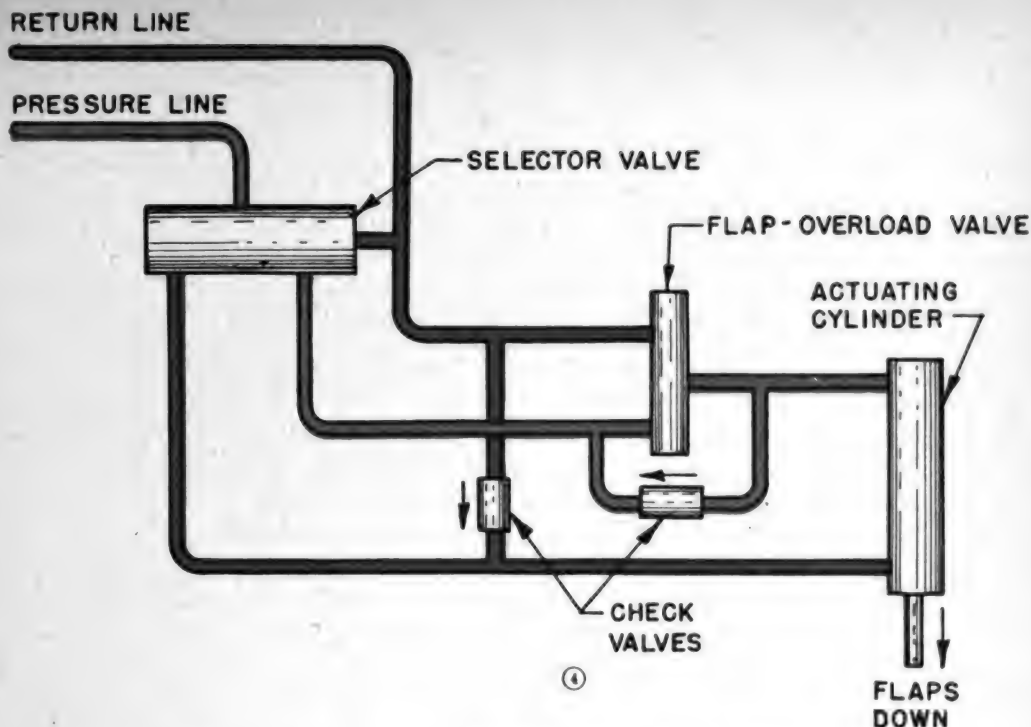 RETURN LINE
PRESSURE LINE
SELECTOR VALVE
FLAP-OVERLOAD VALVE
ACTUATING
CYLINDER
CHECK
VALVES
④
FLAPS
DOWN